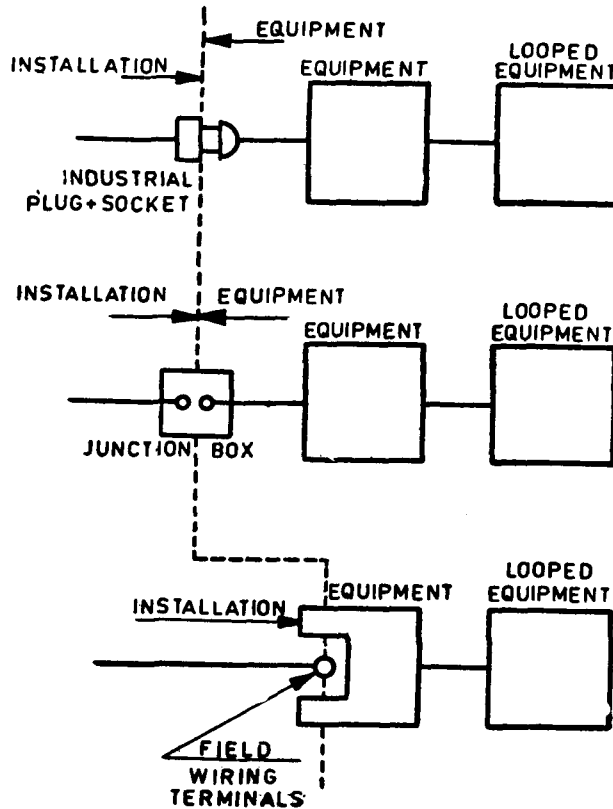 EQUIPMENT
INSTALLATION
EQUIPMENT
LOOPED
EQUIPMENT
INDUSTRIAL
PLUG+SOCKET
INSTALLATION
EQUIPMENT
EQUIPMENT
LOOPED
EQUIPMENT
JUNCTION BOX
INSTALLATION
EQUIPMENT
LOOPED
EQUIPMENT
FIELD
WIRING
TERMINALS